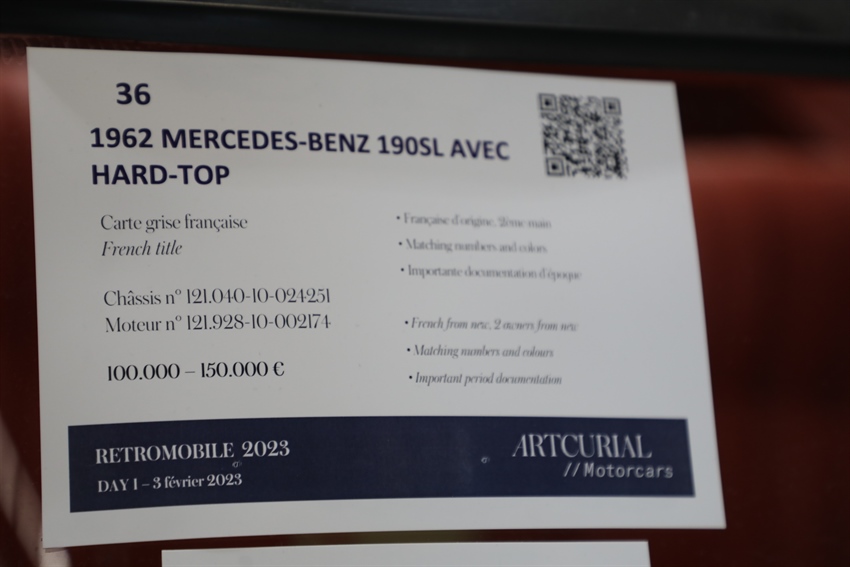 36
1962 MERCEDES-BENZ 190SL AVEC
HARD-TOP
Carte grise française
French title
Châssis n° 121.040-10-024251
Moteur n° 121.928-10-002174
100.000 – 150.000 €
• Française d'origine, 2ème main
• Matching numbers and colors
• Importante documentation d'époque
• French from new, 2 owners from new
• Matching numbers and colours
• Important period documentation
RETROMOBILE 2023
DAY 1 – 3 février 2023
ARTCURIAL
//Motorcars